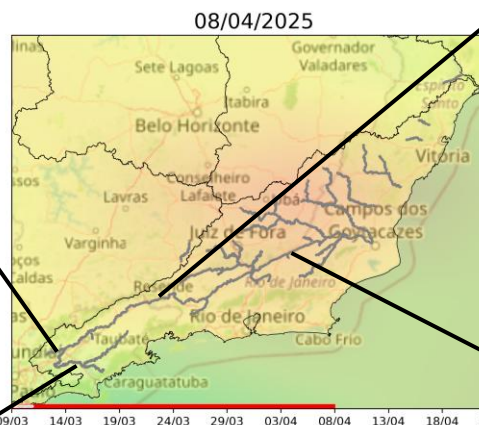 08/04/2025
Governador
Valadares
Sete Lagoas
Itabira
Espírito
Santo
Belo Horizonte
Vitória
Conselheiro
Lafaiete
Lavras
Campos dos
Goytacazes
Juiz de Fora
Varginha
Caldas
Rio de Janeiro
Rio de Janeiro
Cabo Frio
Taubaté
Caraguatatuba
09/03 14/03 19/03 24/03 29/03 03/04 08/04 13/04 18/04